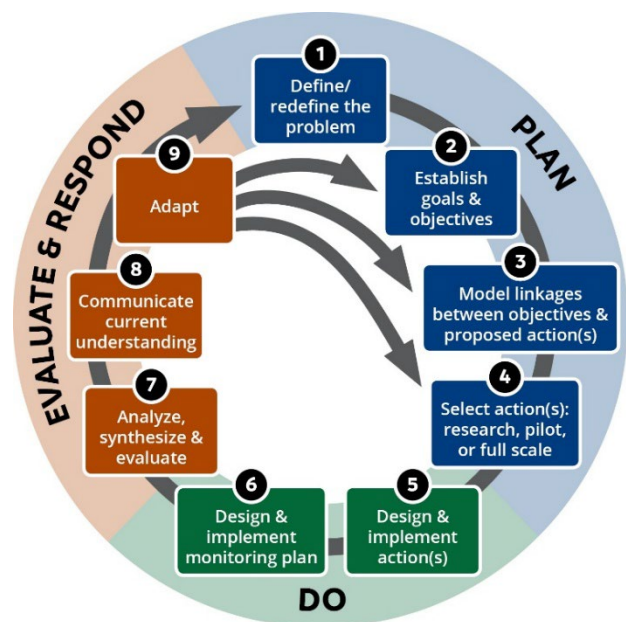 PLAN
1
Define/
redefine the
problem
2
Establish
goals &
objectives
3
Model linkages
between objectives &
proposed action(s)
4
Select action(s):
research, pilot,
or full scale
DO
5
Design &
implement
action(s)
6
Design &
implement
monitoring plan
EVALUATE & RESPOND
7
Analyze,
synthesize &
evaluate
8
Communicate
current
understanding
9
Adapt